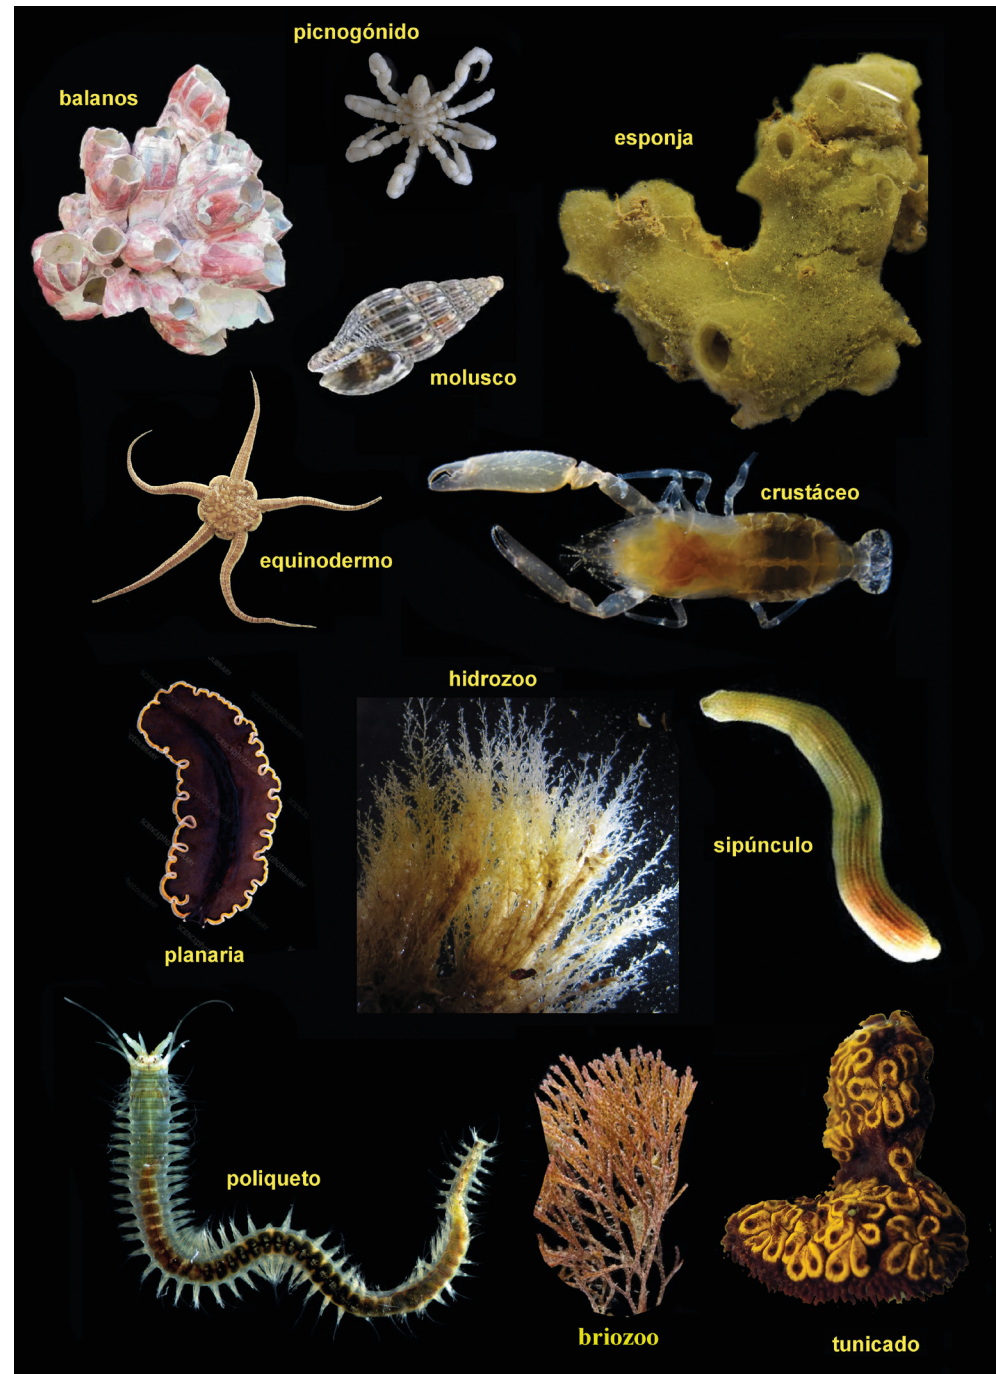 picnogónido
balanos
esponja
molusco
crustáceo
equinodermo
hidrozoo
sipúnculo
planaria
poliqueto
briozoo
tunicado